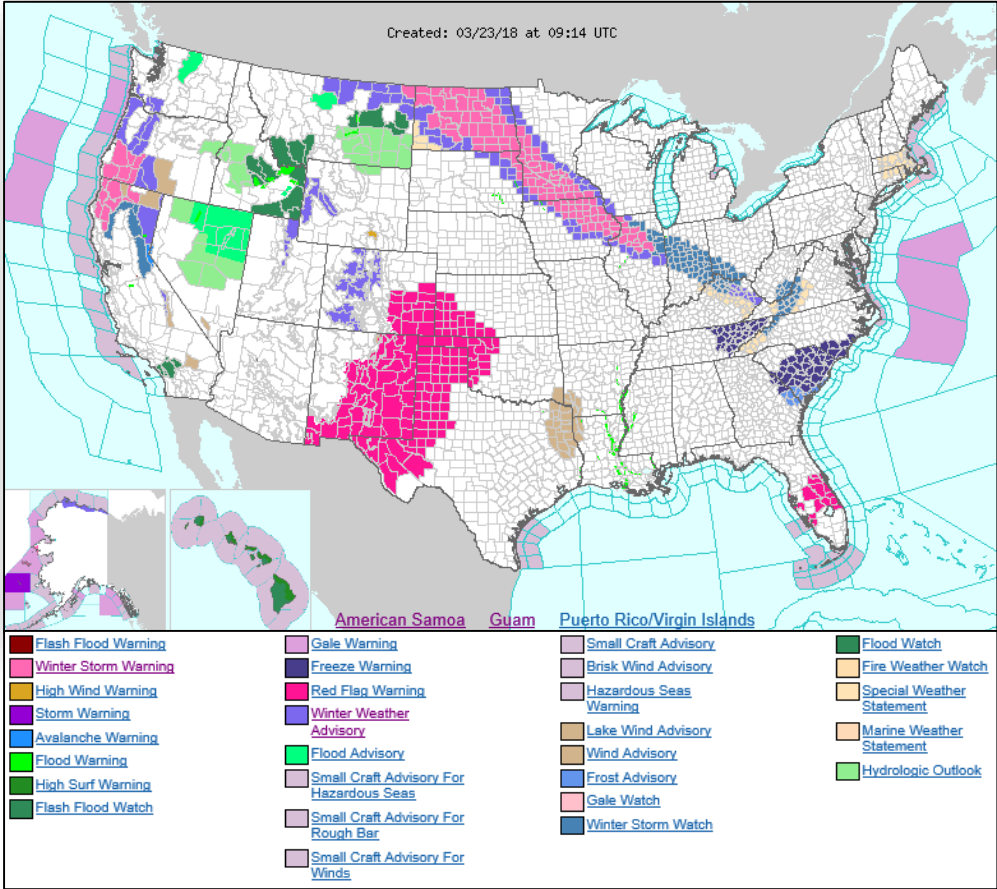 Created: 03/23/18 at 09:14 UTC
American Samoa Guam Puerto Rico/Virgin Islands
Flash Flood Warning
Winter Storm Warning
High Wind Warning
Storm Warning
Avalanche Warning
Flood Warning
High Surf Warning
Flash Flood Watch
Gale Warning
Freeze Warning
Red Flag Warning
Winter Weather
Advisory
Flood Advisory
Small Craft Advisory For
Hazardous Seas
Small Craft Advisory For
Rough Bar
Small Craft Advisory For
Winds
Small Craft Advisory
Brisk Wind Advisory
Hazardous Seas
Warning
Lake Wind Advisory
Wind Advisory
Frost Advisory
Gale Watch
Winter Storm Watch
Flood Watch
Fire Weather Watch
Special Weather
Statement
Marine Weather
Statement
Hydrologic Outlook